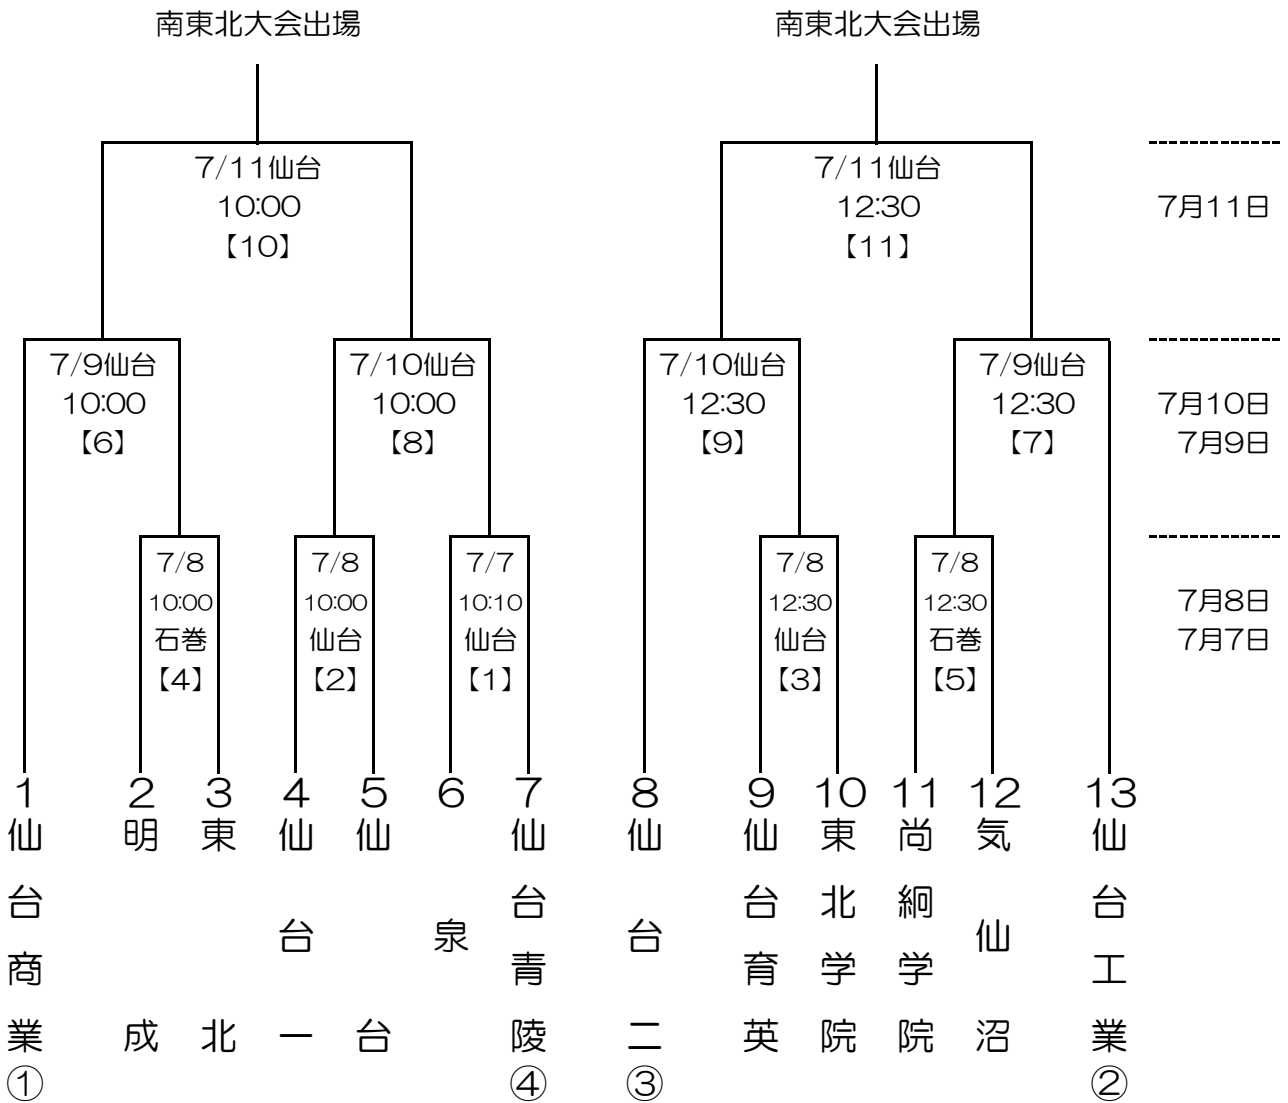 南東北大会出場
南東北大会出場
7/11仙台
10:00
【10】
7/11仙台
12:30
【11】
7月11日
7/9仙台
10:00
【6】
7/10仙台
10:00
【8】
7/10仙台
12:30
【9】
7/9仙台
12:30
【7】
7月10日
7月9日
7/8
10:00
石巻
【4】
7/8
10:00
仙台
【2】
7/7
10:10
仙台
【1】
7/8
12:30
仙台
【3】
7/8
12:30
石巻
【5】
7月8日
7月7日
1
仙台商業①
2
明成
3
東北
4
仙台一
5
仙台
6
泉
7
仙台青陵④
8
仙台二③
9
仙台育英
10
東北学院
11
尚絅学院
12
気仙沼
13
仙台工業②